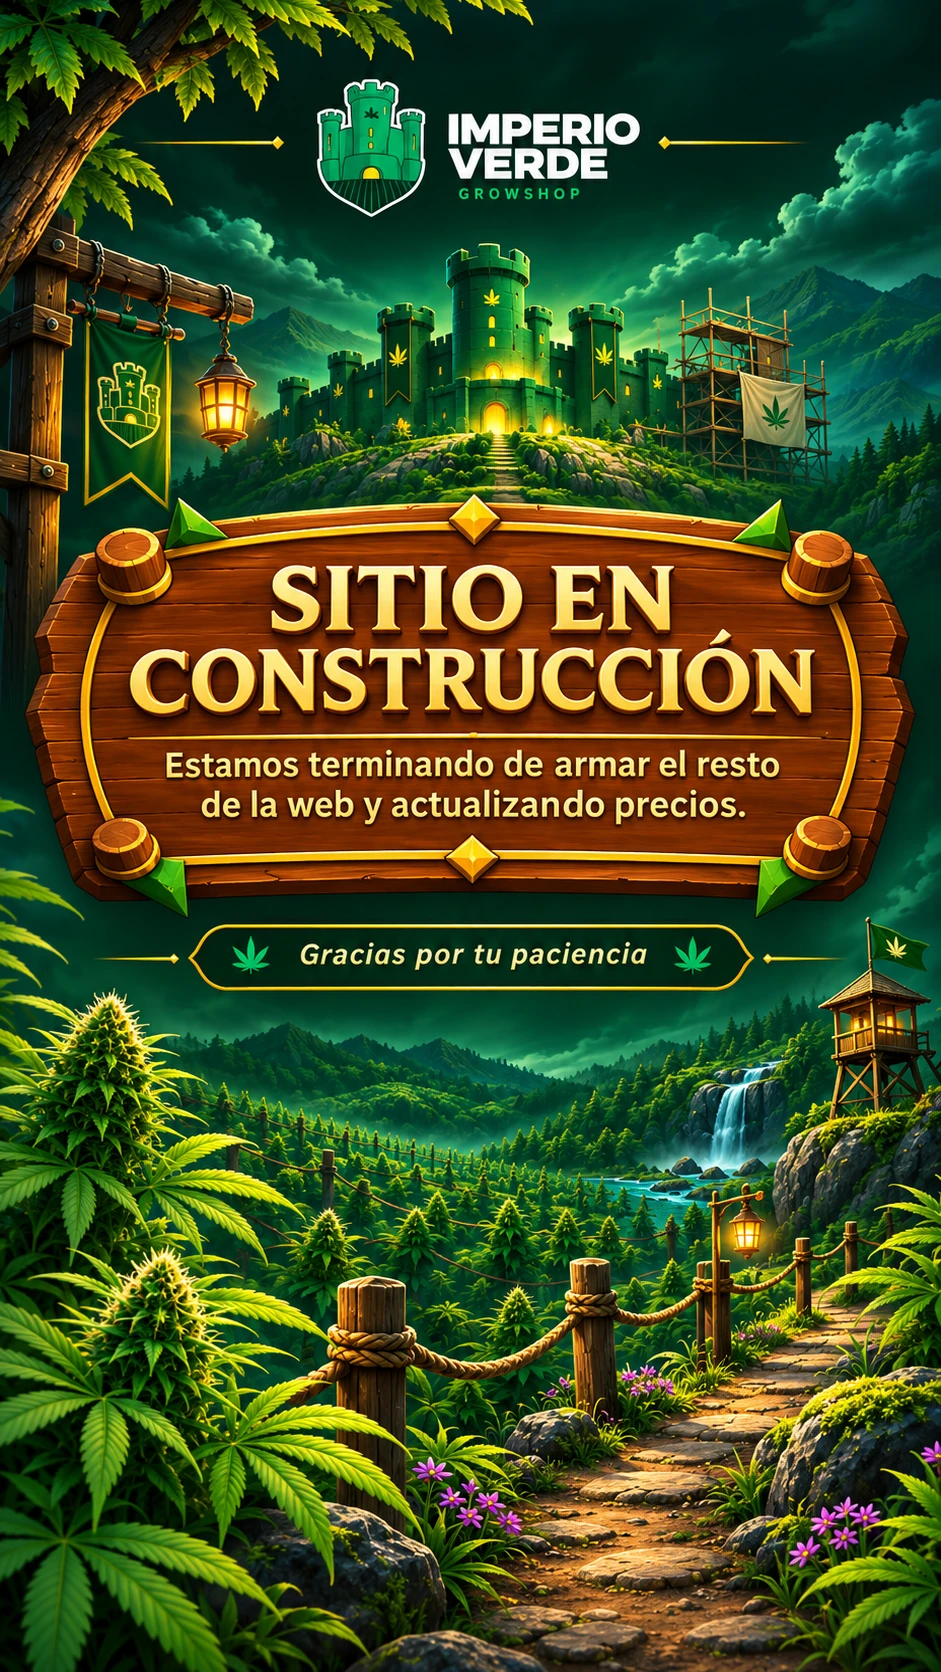 IMPERIO
VERDE
GROWSHOP
SITIO EN
CONSTRUCCIÓN
Estamos terminando de armar el resto
de la web y actualizando precios.
Gracias por tu paciencia